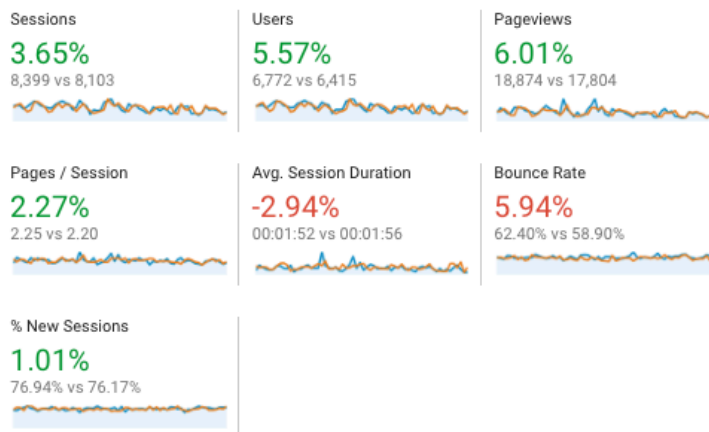 Sessions
3.65%
8,399 vs 8,103
Users
5.57%
6,772 vs 6,415
Pageviews
6.01%
18,874 vs 17,804
Pages / Session
2.27%
2.25 vs 2.20
Avg. Session Duration
-2.94%
00:01:52 vs 00:01:56
Bounce Rate
5.94%
62.40% vs 58.90%
% New Sessions
1.01%
76.94% vs 76.17%